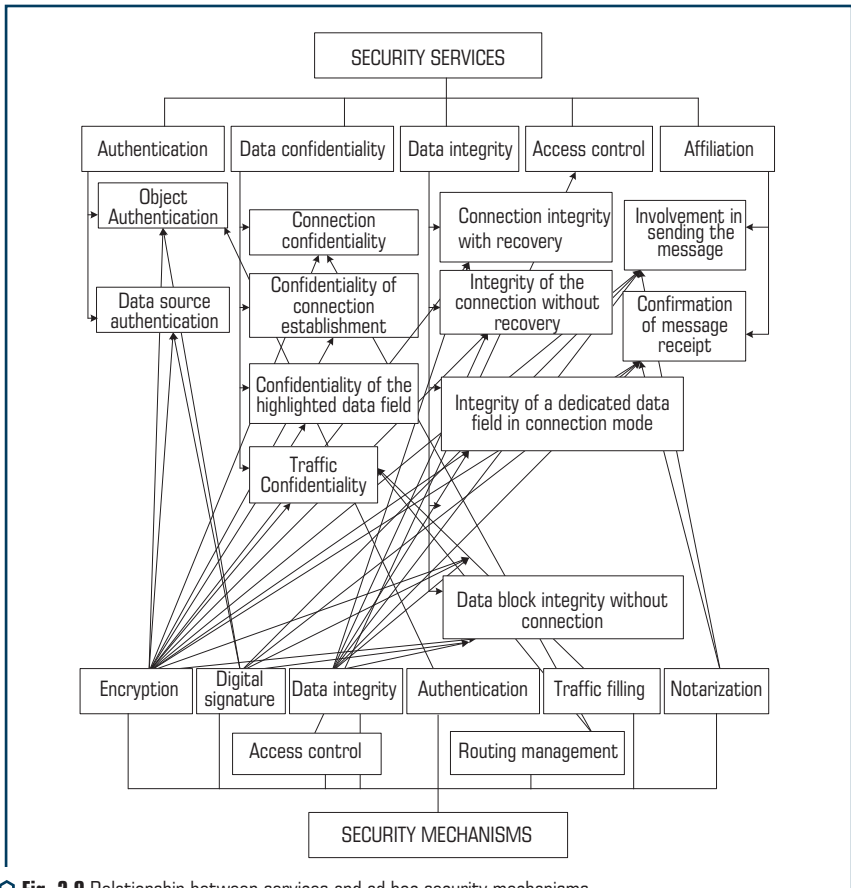 SECURITY SERVICES
Authentication
Data confidentiality
Data integrity
Access control
Affiliation
Object
Authentication
Connection
confidentiality
Connection integrity
with recovery
Involvement in
sending the
message
Data source
authentication
Confidentiality of
connection
establishment
Integrity of the
connection without
recovery
Confirmation
of message
receipt
Confidentiality of the
highlighted data field
Integrity of a dedicated data
field in connection mode
Traffic
Confidentiality
Data block integrity without
connection
Encryption
Digital
signature
Data integrity
Authentication
Traffic filling
Notarization
Access control
Routing management
SECURITY MECHANISMS